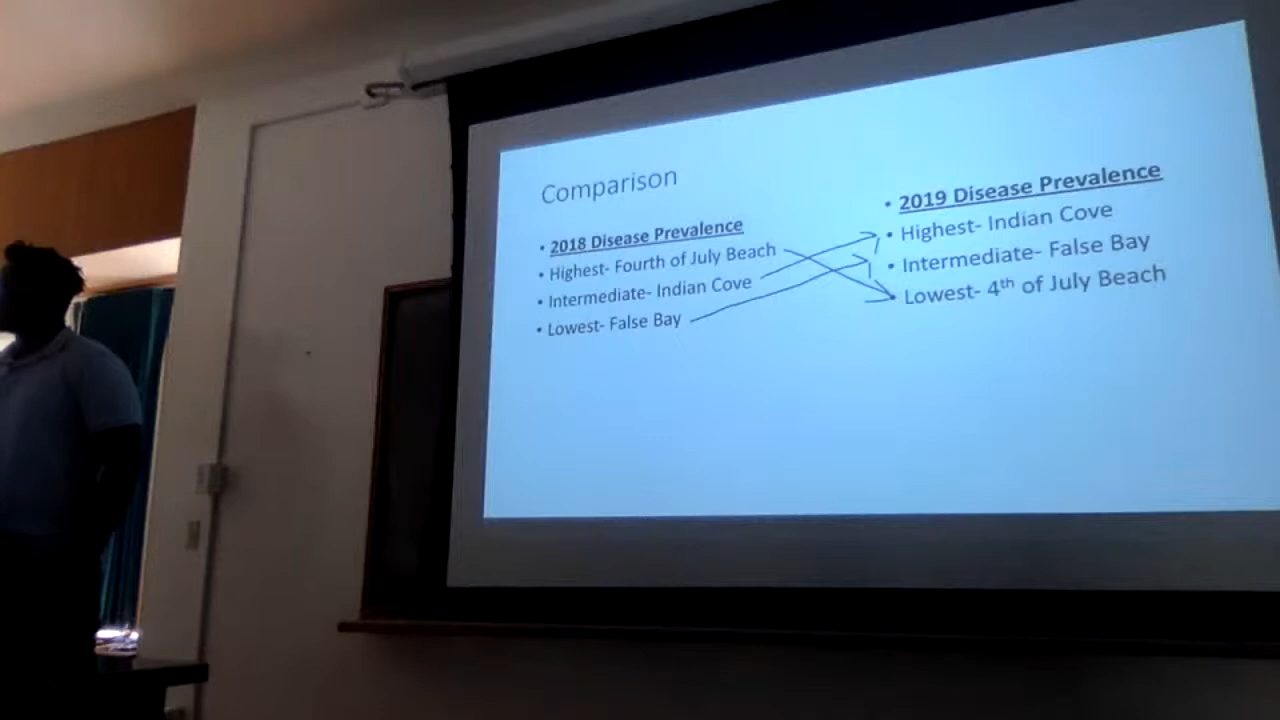 Comparison
• 2018 Disease Prevalence
• Highest- Fourth of July Beach
• Intermediate- Indian Cove
• Lowest- False Bay
• 2019 Disease Prevalence
• Highest- Indian Cove
• Intermediate- False Bay
• Lowest- 4th of July Beach